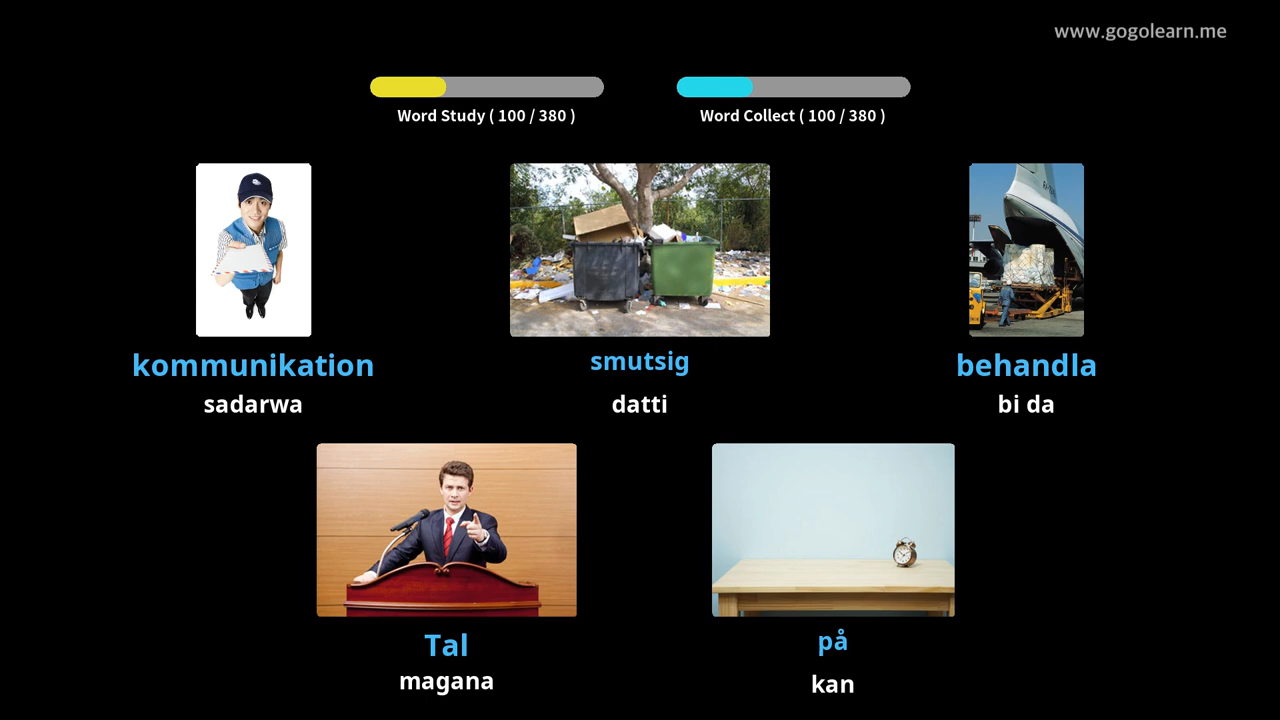 www.gogolearn.me
Word Study ( 100 / 380 )
Word Collect ( 100 / 380 )
kommunikation
sadarwa
smutsig
datti
behandla
bi da
Tal
magana
på
kan